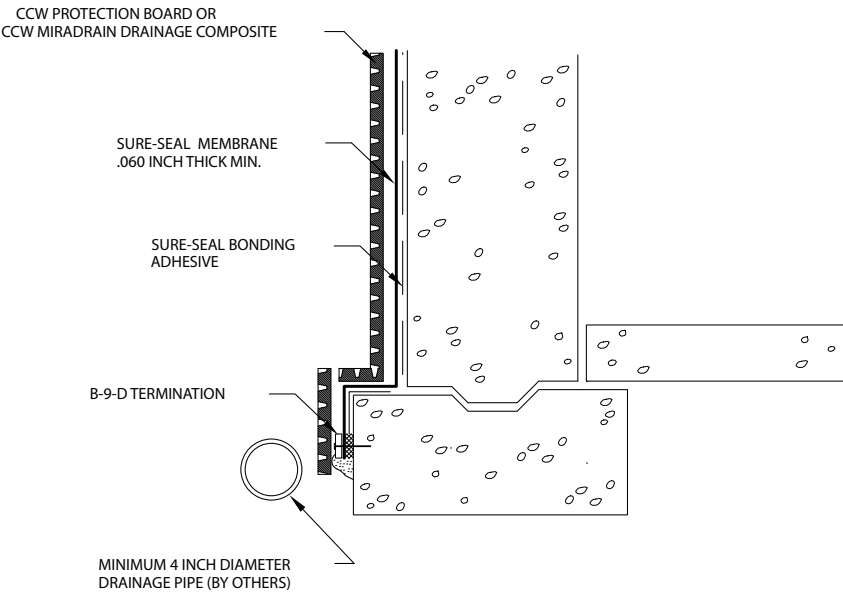 CCW PROTECTION BOARD OR
CCW MIRADRAIN DRAINAGE COMPOSITE
SURE-SEAL MEMBRANE
.060 INCH THICK MIN.
SURE-SEAL BONDING
ADHESIVE
B-9-D TERMINATION
MINIMUM 4 INCH DIAMETER
DRAINAGE PIPE (BY OTHERS)